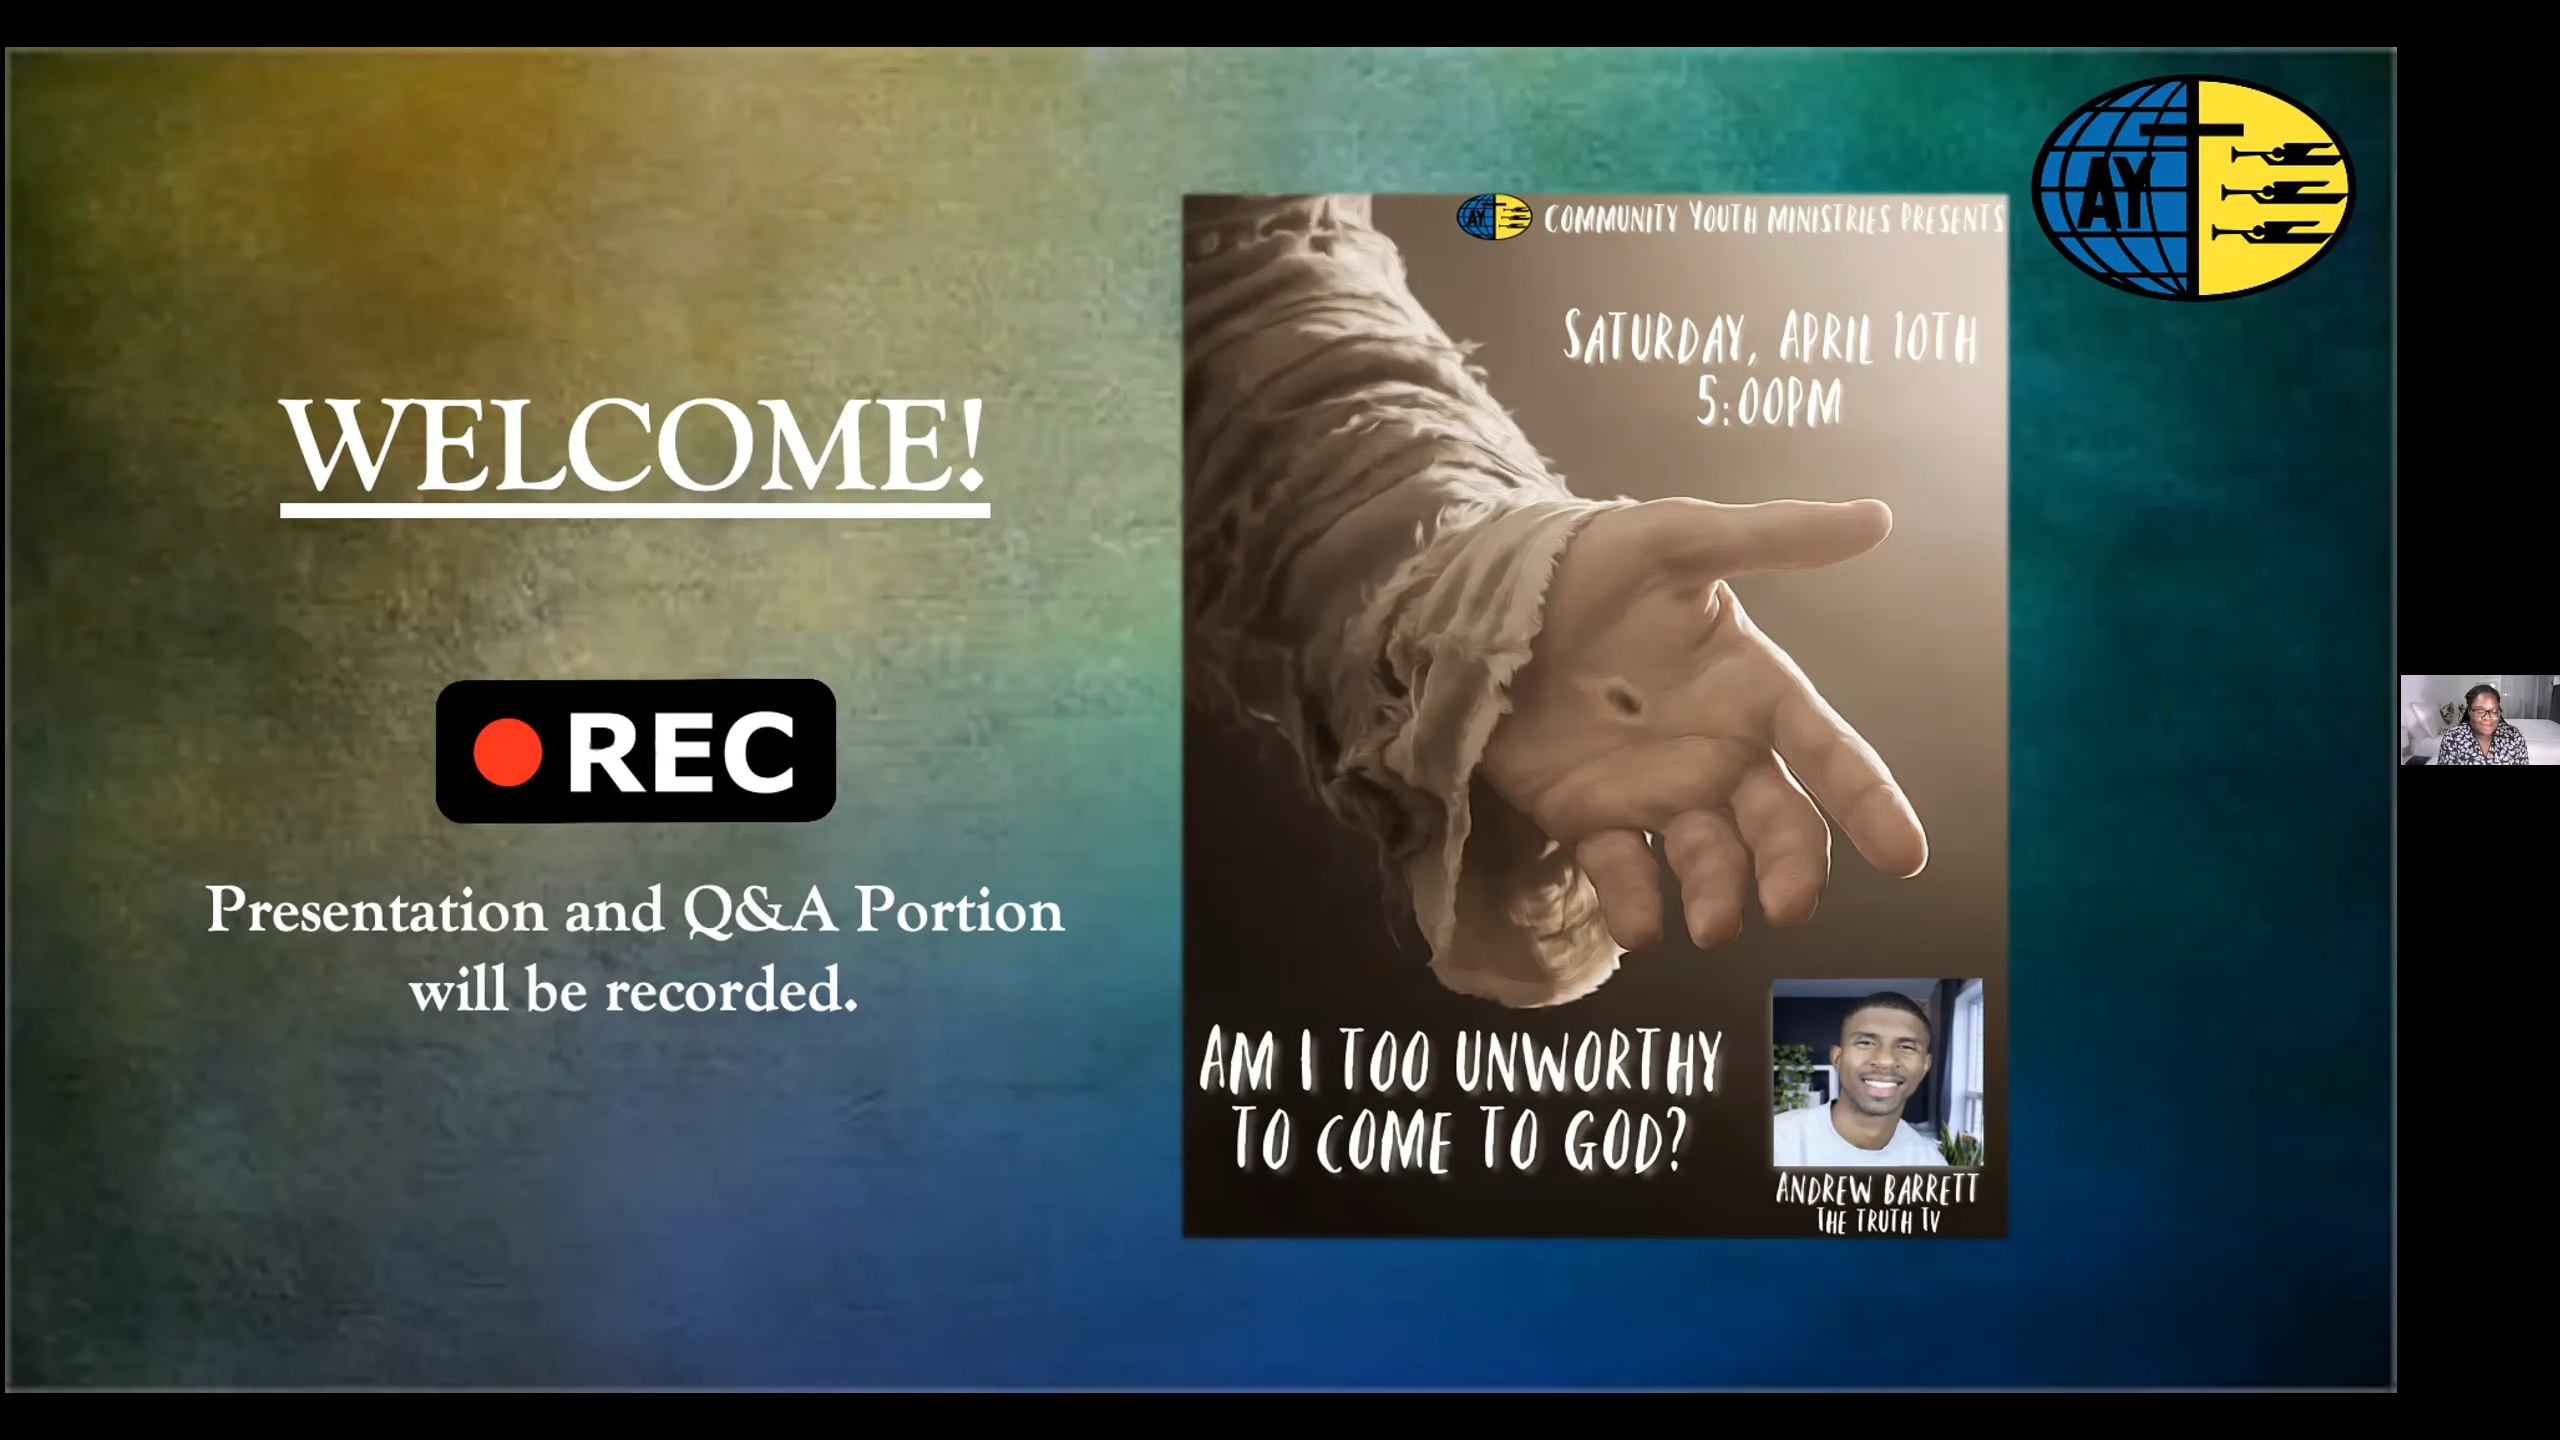 WELCOME!
REC
Presentation and Q&A Portion
will be recorded.
AY
AY COMMUNITY YOUTH MINISTRIES PRESENTS
SATURDAY, APRIL 10TH
5:00PM
AM I TOO UNWORTHY
TO COME TO GOD?
ANDREW BARRETT
THE TRUTH TV